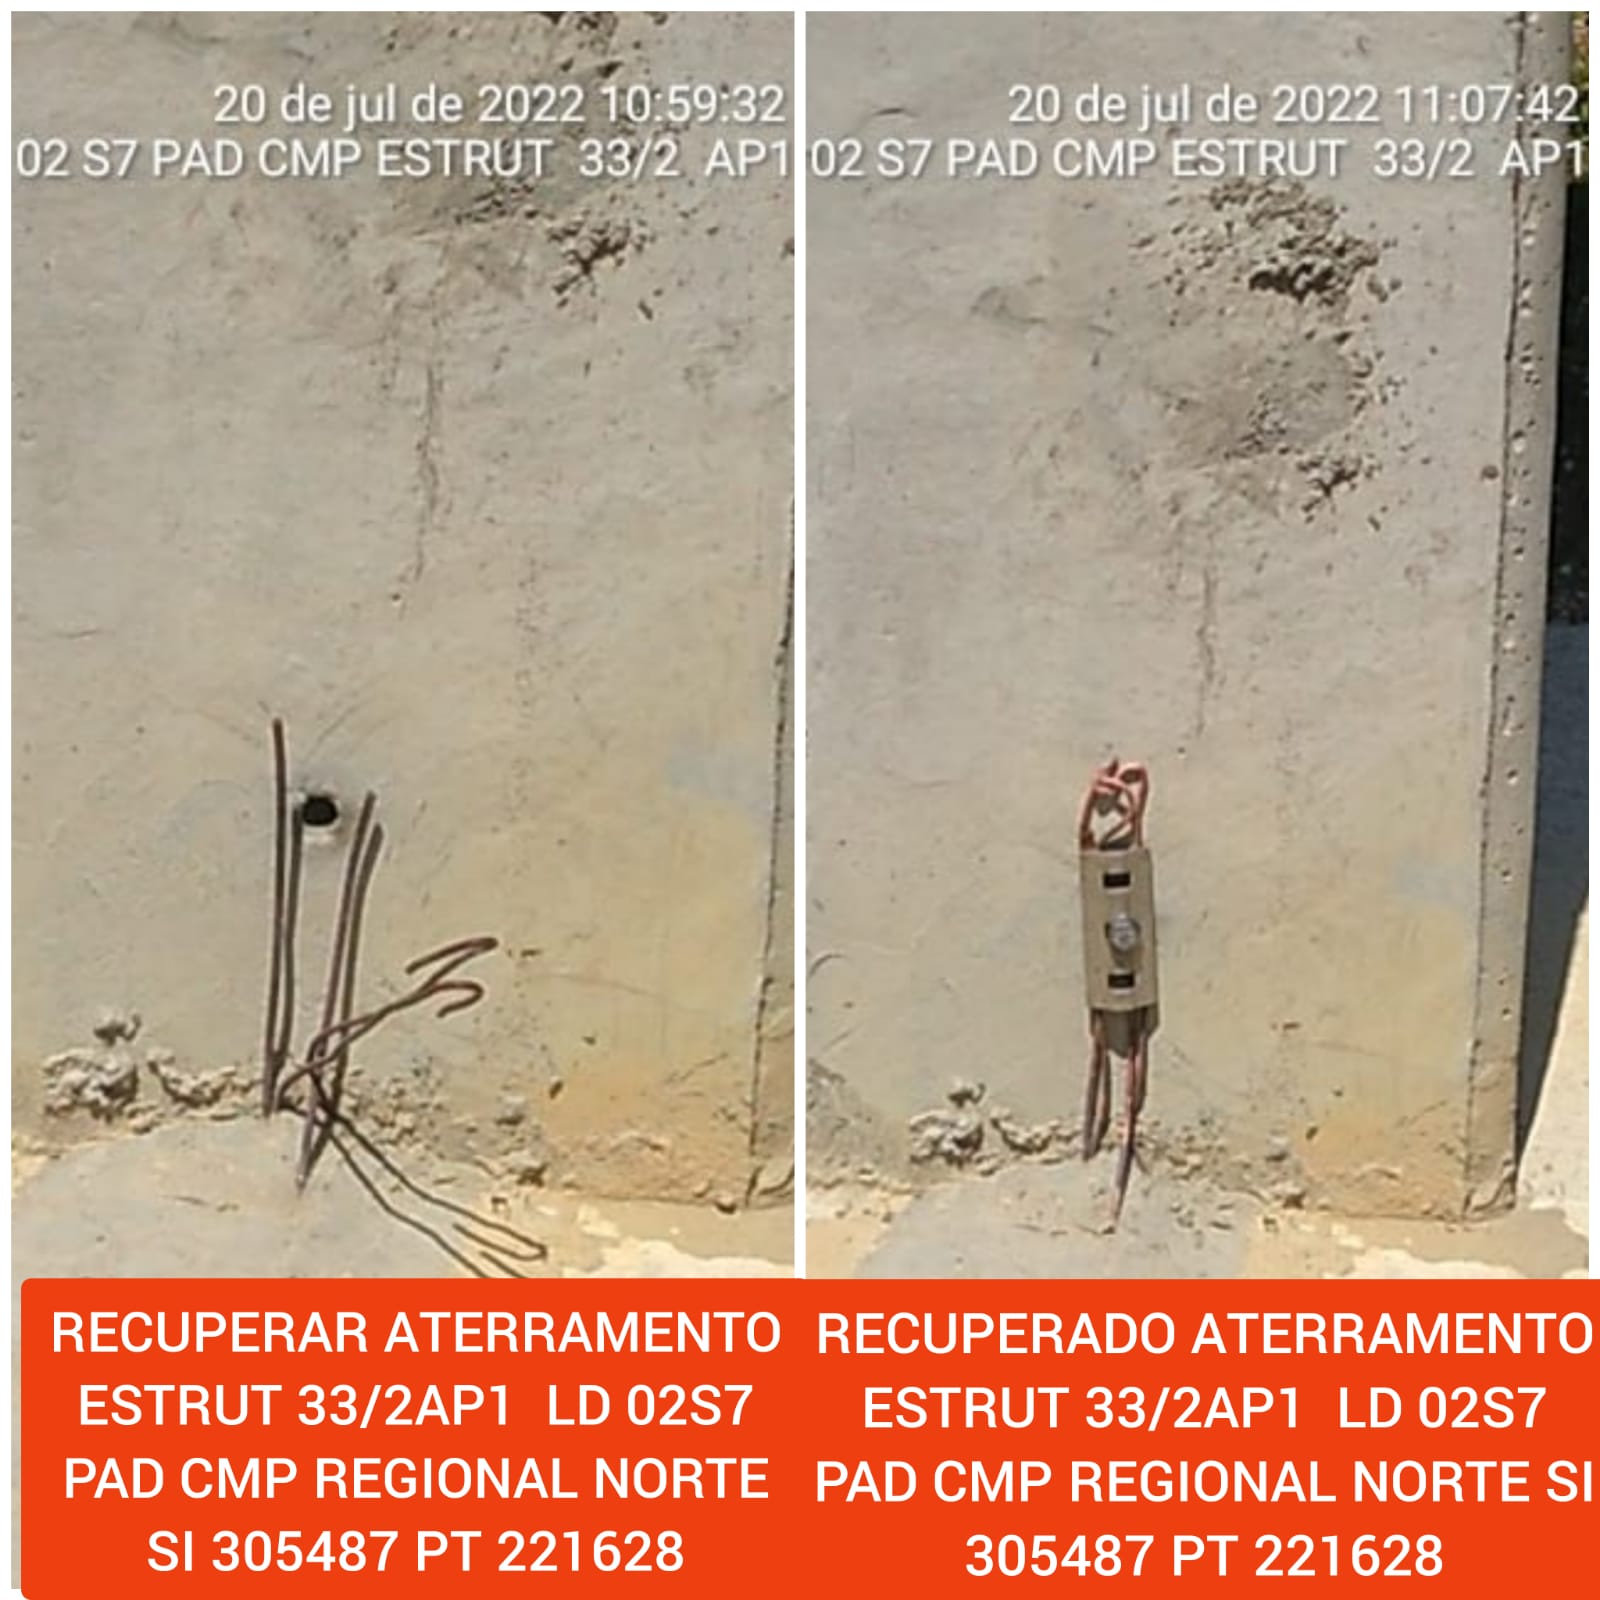 20 de jul de 2022 10:59:32
02 S7 PAD CMP ESTRUT 33/2 AP1
20 de jul de 2022 11:07:42
02 S7 PAD CMP ESTRUT 33/2 AP1
RECUPERAR ATERRAMENTO
ESTRUT 33/2AP1 LD 02S7
PAD CMP REGIONAL NORTE
SI 305487 PT 221628
RECUPERADO ATERRAMENTO
ESTRUT 33/2AP1 LD 02S7
PAD CMP REGIONAL NORTE SI
305487 PT 221628